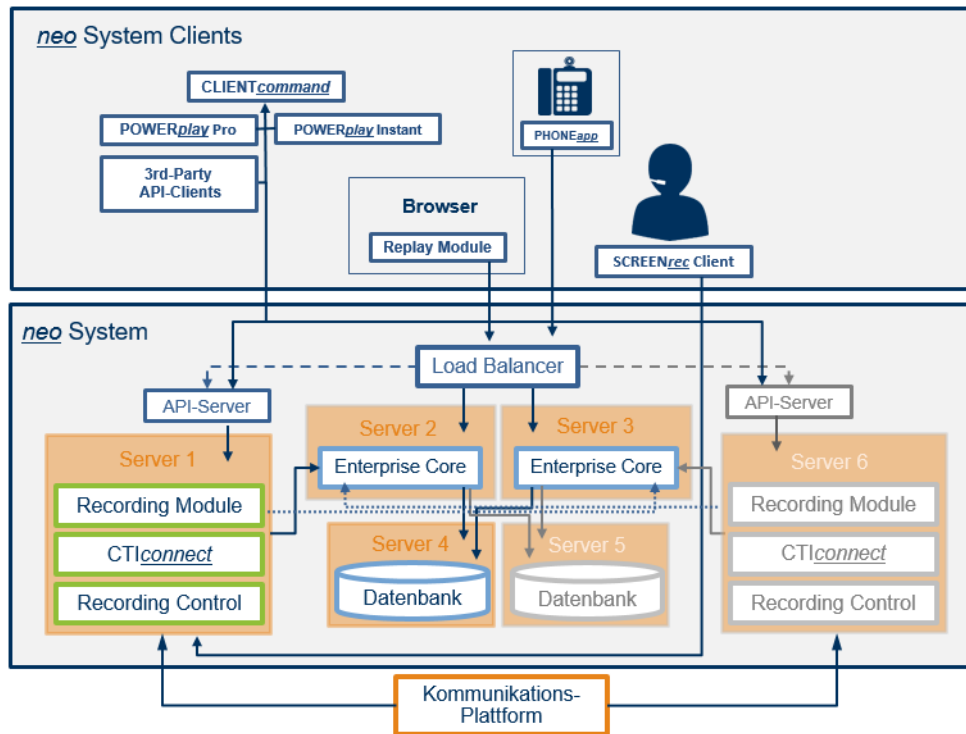 neo System Clients
CLIENTcommand
POWERplay Pro
POWERplay Instant
3rd-Party
API-Clients
PHONEapp
Browser
Replay Module
SCREENrec Client
neo System
Load Balancer
API-Server
API-Server
Server 1
Recording Module
CTIconnect
Recording Control
Server 2
Enterprise Core
Server 3
Enterprise Core
Server 4
Datenbank
Server 5
Datenbank
Server 6
Recording Module
CTIconnect
Recording Control
Kommunikations-
Plattform